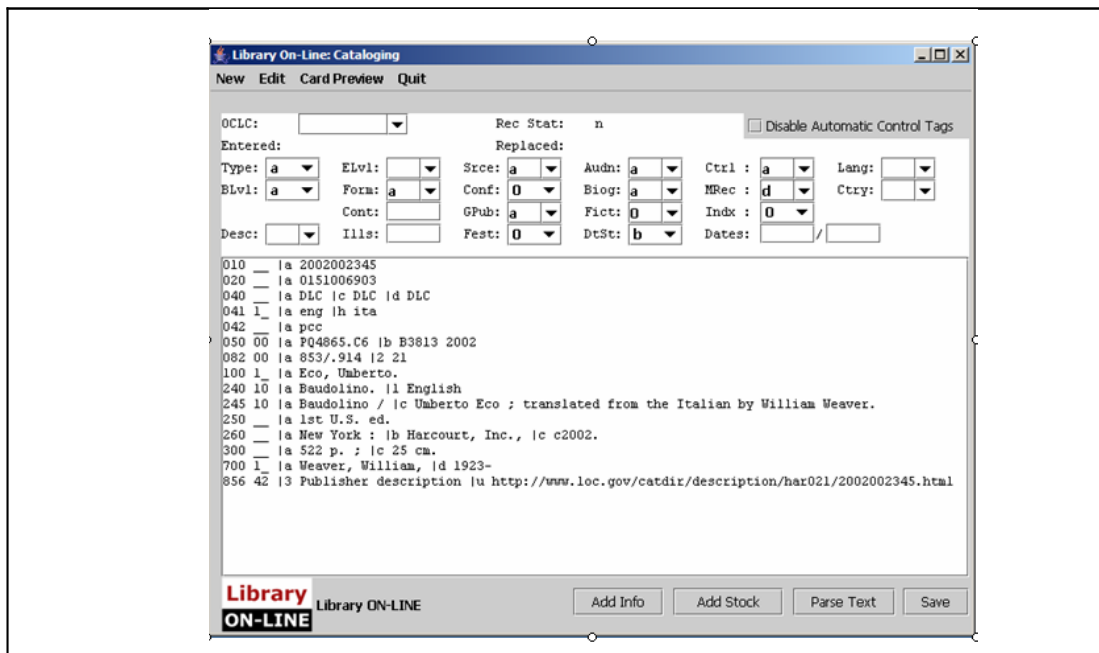 Library On-Line: Cataloging
New Edit Card Preview Quit
OCLC: Rec Stat: n Disable Automatic Control Tags
Entered: Replaced:
Type: a ELvl: Srce: a Audn: a Ctrl : a Lang:
BLvl: a Form: a Conf: 0 Biog: a MRec : d Ctry:
Cont: GPub: a Fict: 0 Indx : 0
Desc: Ills: Fest: 0 DtSt: b Dates: /
010 __ |a 2002002345
020 __ |a 0151006903
040 __ |a DLC |c DLC |d DLC
041 1_ |a eng |h ita
042 __ |a pcc
050 00 |a PQ4865.C6 |b B3813 2002
082 00 |a 853/.914 |2 21
100 1_ |a Eco, Umberto.
240 10 |a Baudolino. |l English
245 10 |a Baudolino / |c Umberto Eco ; translated from the Italian by William Weaver.
250 __ |a 1st U.S. ed.
260 __ |a New York : |b Harcourt, Inc., |c c2002.
300 __ |a 522 p. ; |c 25 cm.
700 1_ |a Weaver, William, |d 1923-
856 42 |3 Publisher description |u http://www.loc.gov/catdir/description/har021/2002002345.html
Library
ON-LINE
Library ON-LINE
Add Info Add Stock Parse Text Save